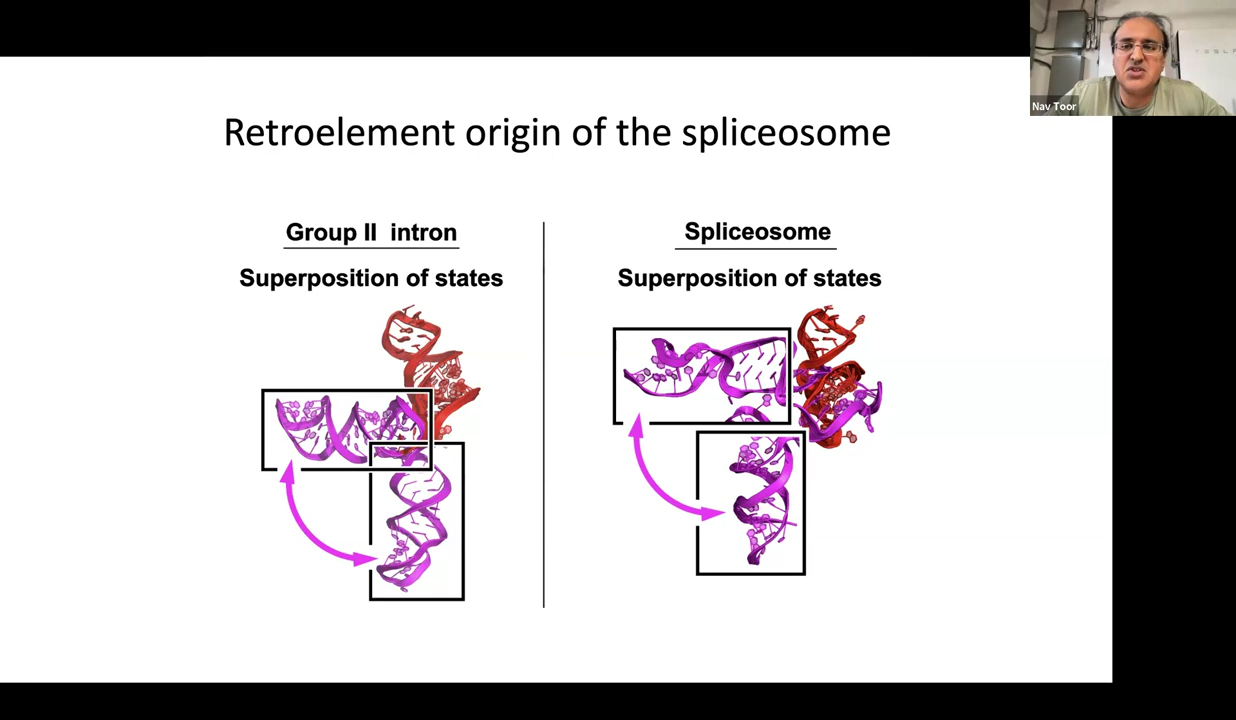 Nav Toor
Retroelement origin of the spliceosome
Group II intron
Superposition of states
Spliceosome
Superposition of states